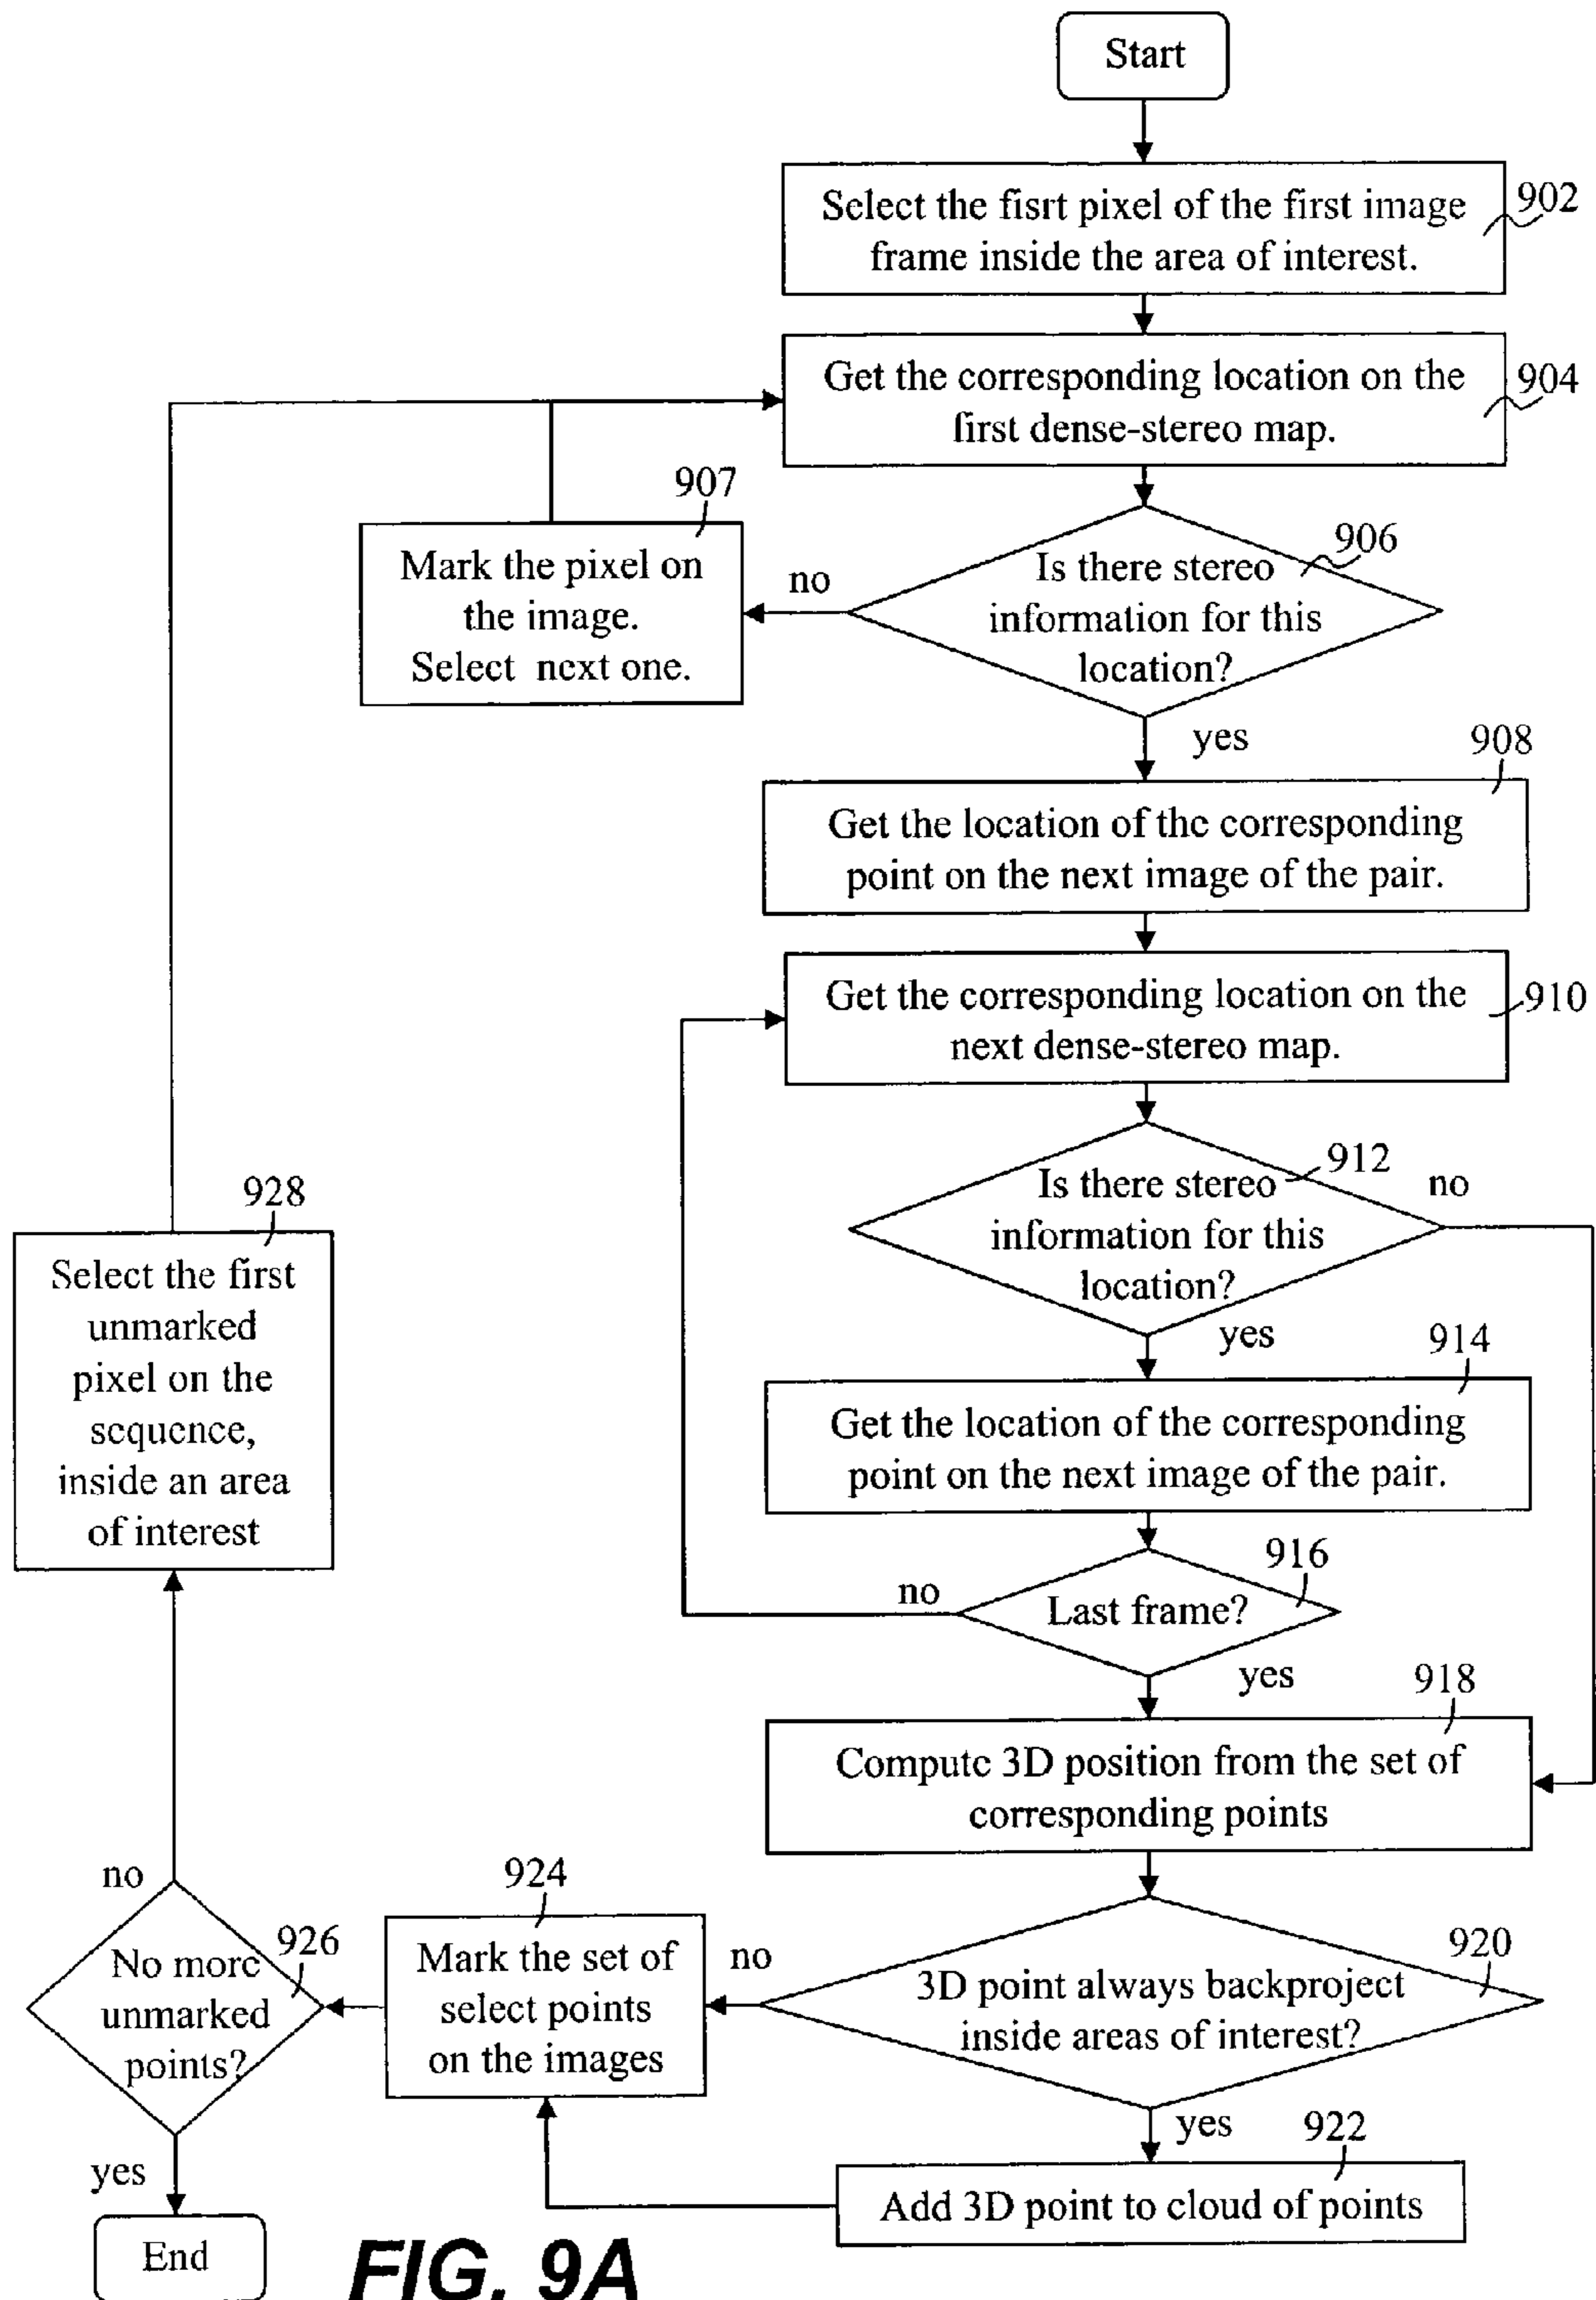 Start
Select the fisrt pixel of the first image
frame inside the area of interest.
902
Get the corresponding location on the
first dense-stereo map.
904
907
Mark the pixel on
the image.
Select next one.
no
Is there stereo
information for this
location?
906
yes
908
Get the location of the corresponding
point on the next image of the pair.
Get the corresponding location on the
next dense-stereo map.
910
Is there stereo
information for this
location?
912
no
yes
914
Get the location of the corresponding
point on the next image of the pair.
916
no
Last frame?
yes
918
Compute 3D position from the set of
corresponding points
920
3D point always backproject
inside areas of interest?
no
yes
922
Add 3D point to cloud of points
924
Mark the set of
select points
on the images
926
No more
unmarked
points?
no
928
Select the first
unmarked
pixel on the
sequence,
inside an area
of interest
yes
End
FIG. 9A